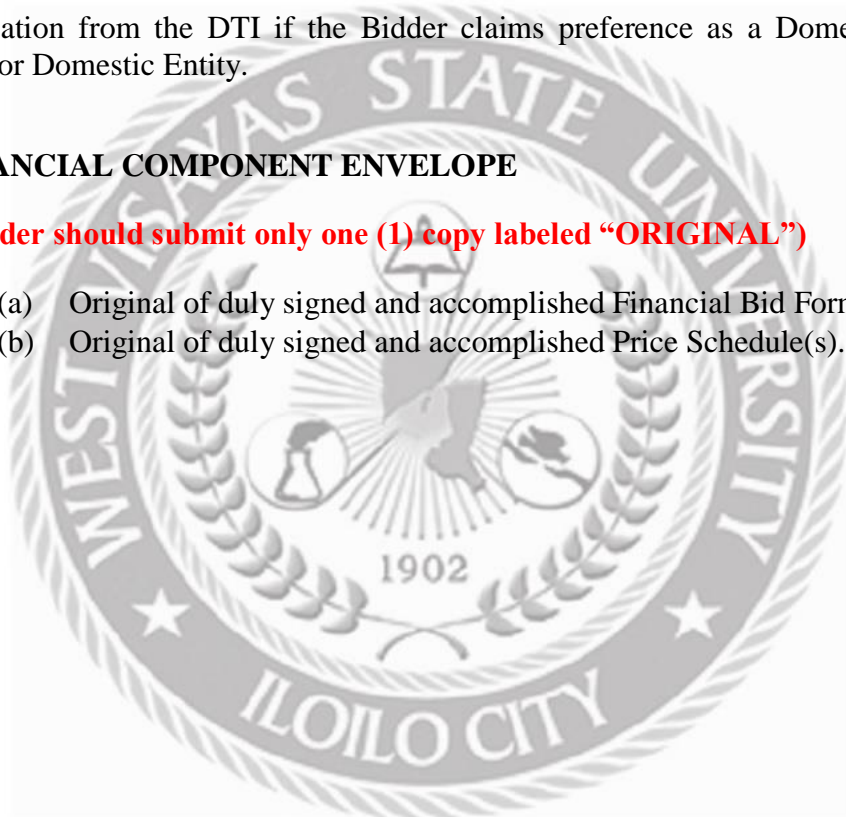 ation from the DTI if the Bidder claims preference as a Dome
or Domestic Entity.
ANCIAL COMPONENT ENVELOPE
der should submit only one (1) copy labeled “ORIGINAL”)
(a) Original of duly signed and accomplished Financial Bid For
(b) Original of duly signed and accomplished Price Schedule(s).
WEST VISAYAS STATE UNIVERSITY
1902
ILOILO CITY